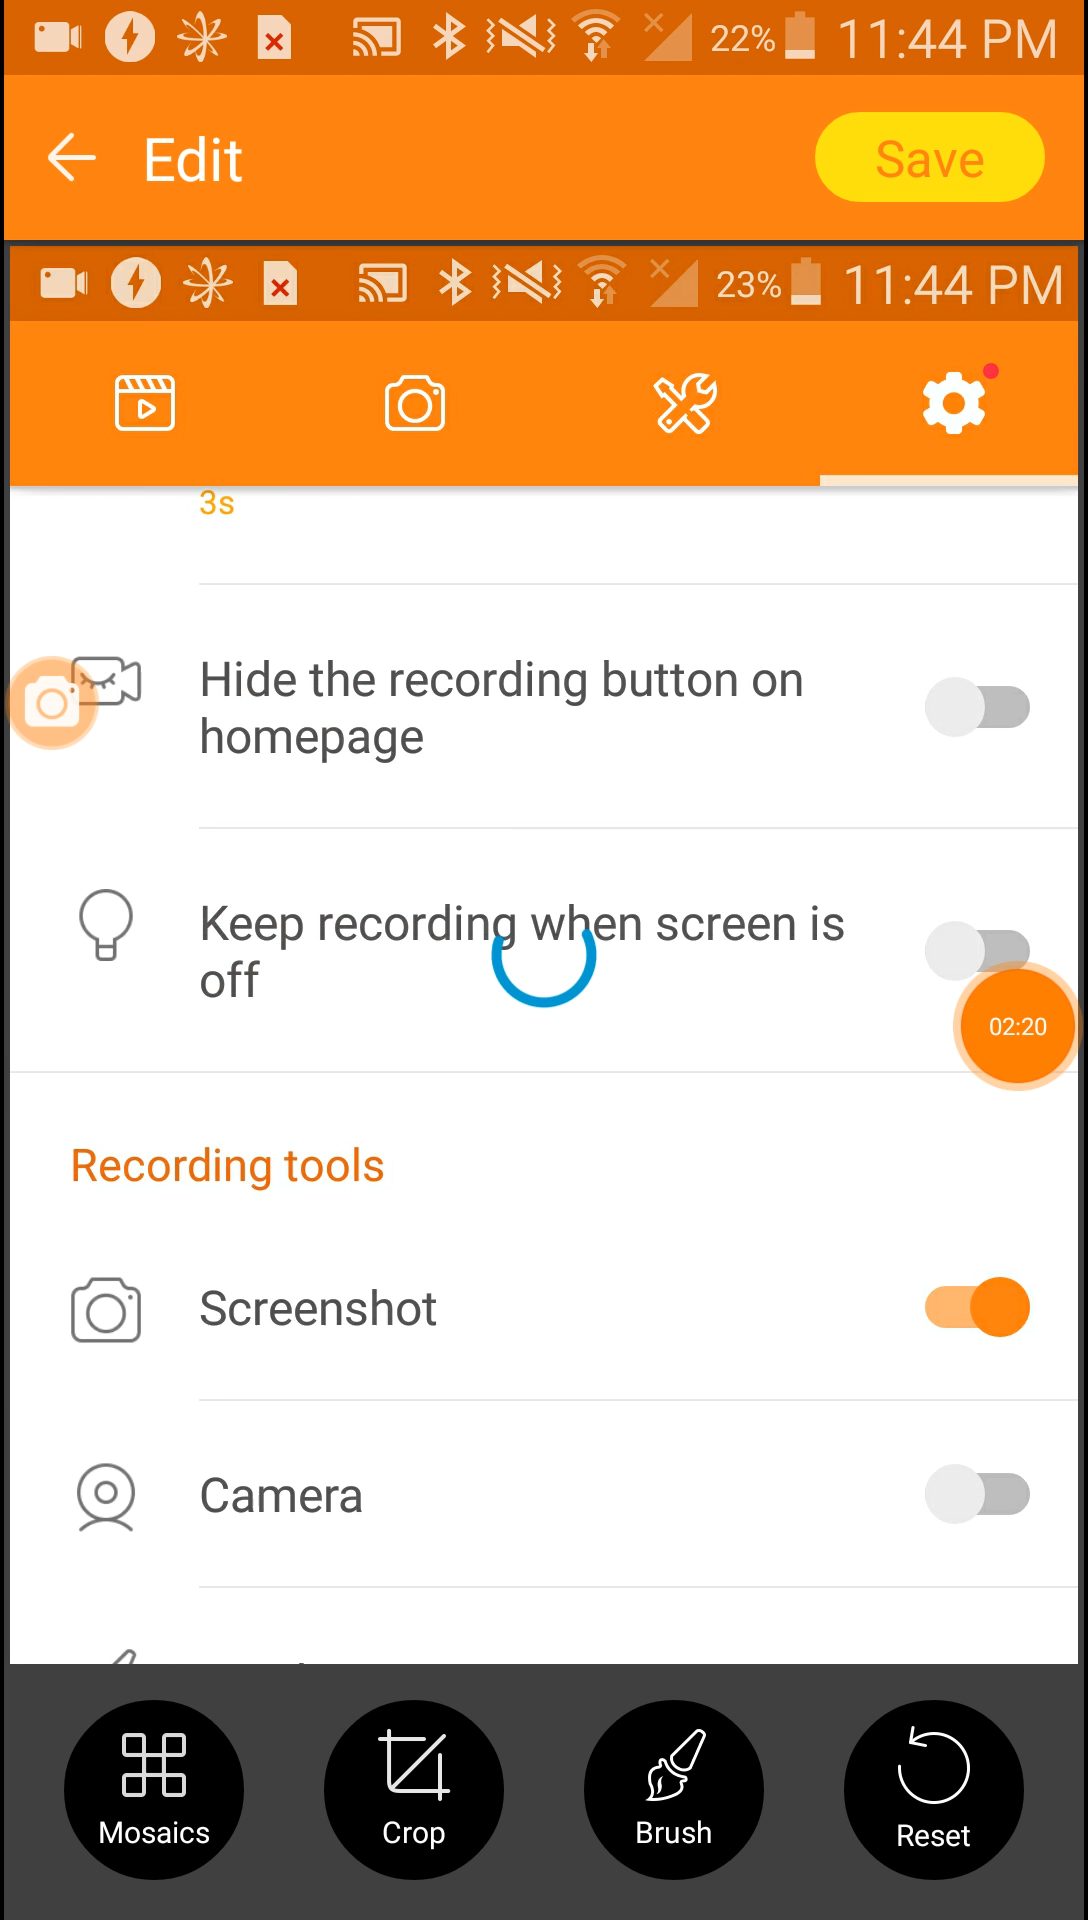 22% 11:44 PM
Edit
Save
23% 11:44 PM
3s
Hide the recording button on
homepage
Keep recording when screen is
off
02:20
Recording tools
Screenshot
Camera
Mosaics
Crop
Brush
Reset